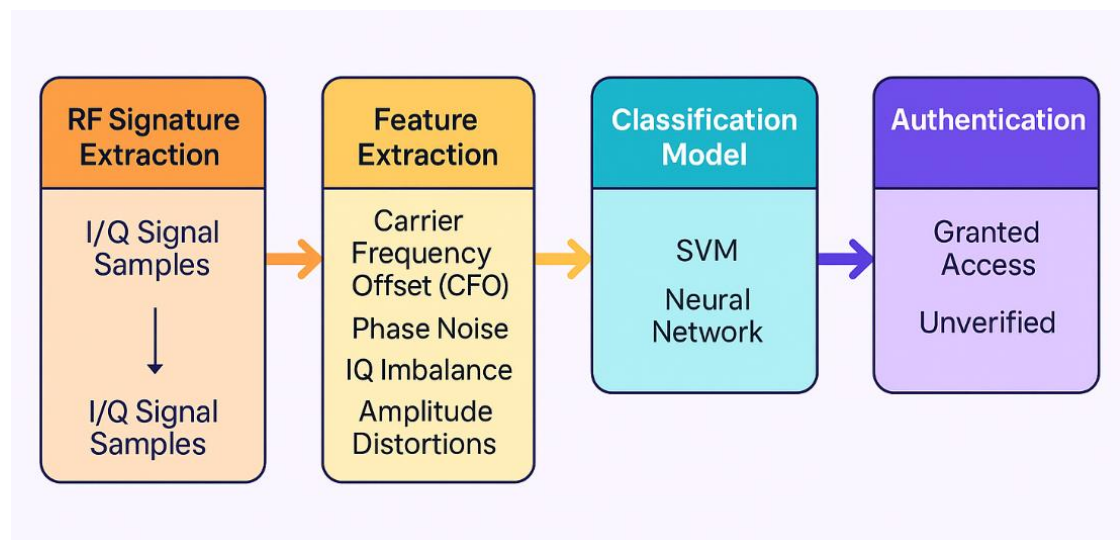 RF Signature
Extraction
I/Q Signal
Samples
I/Q Signal
Samples
Feature
Extraction
Carrier
Frequency
Offset (CFO)
Phase Noise
IQ Imbalance
Amplitude
Distortions
Classification
Model
SVM
Neural
Network
Authentication
Granted
Access
Unverified